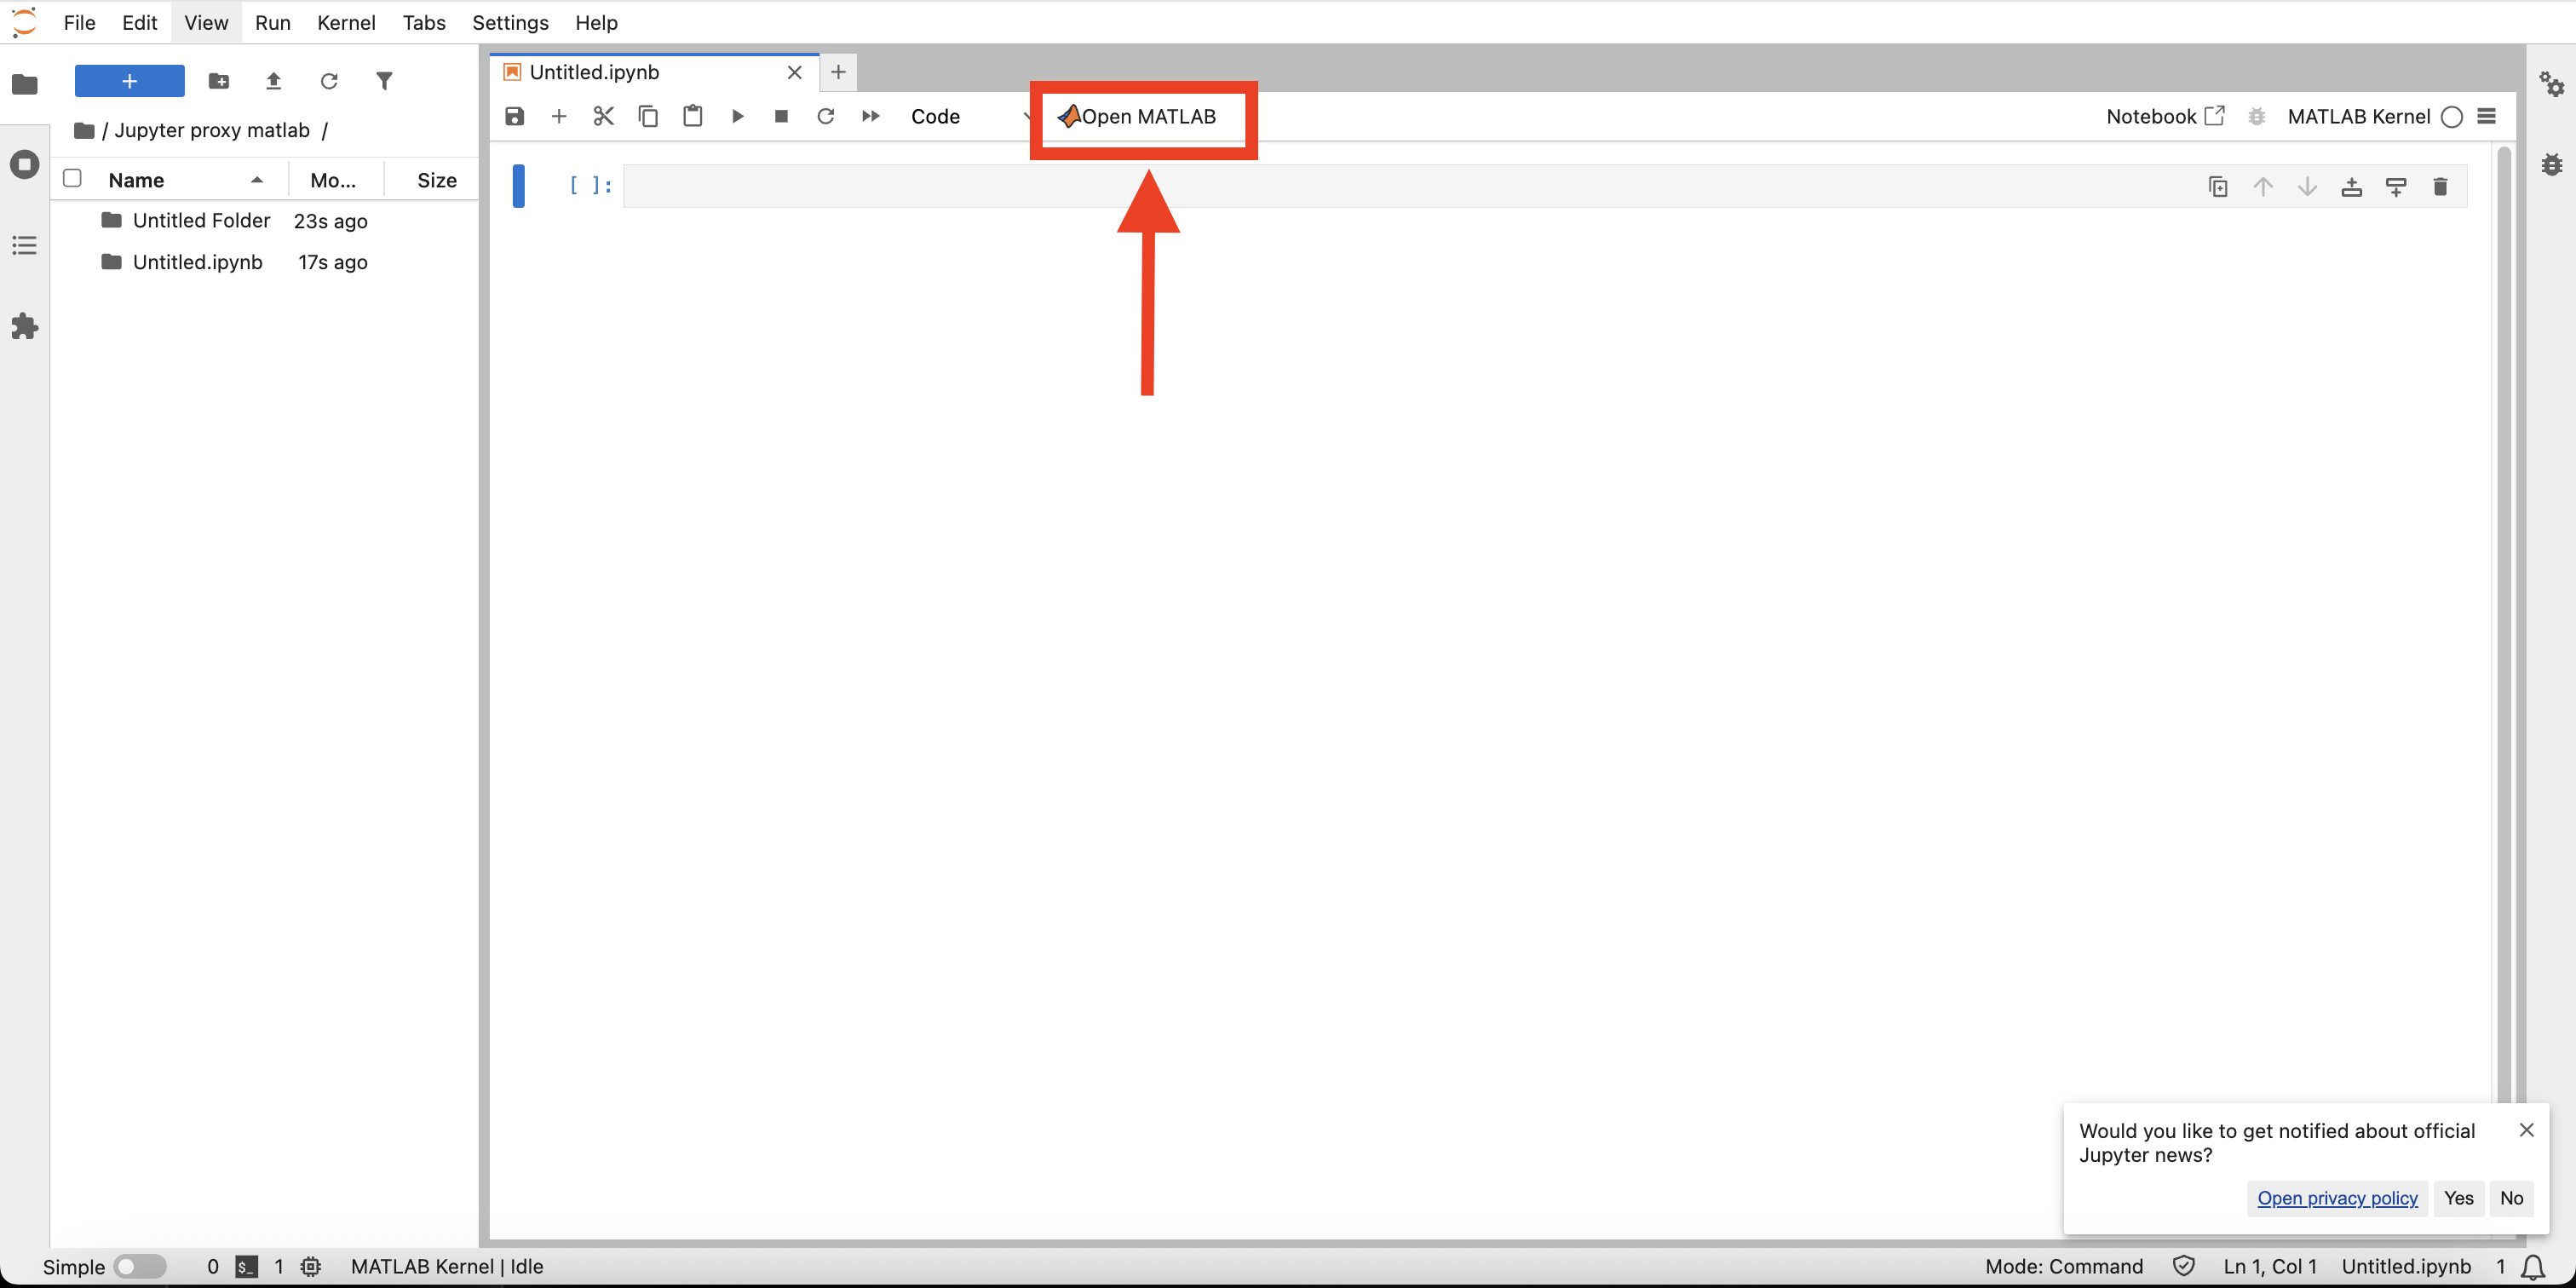 File Edit View Run Kernel Tabs Settings Help
Untitled.ipynb
Code
Open MATLAB
Notebook
MATLAB Kernel
/ Jupyter proxy matlab /
Name Mo... Size
Untitled Folder 23s ago
Untitled.ipynb 17s ago
[ ]:
Would you like to get notified about official
Jupyter news?
Open privacy policy Yes No
Simple 0 $_ 1 MATLAB Kernel | Idle Mode: Command Ln 1, Col 1 Untitled.ipynb 1